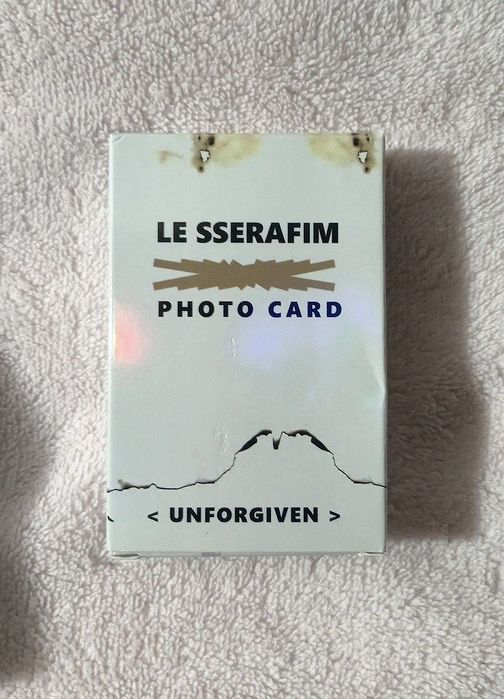 LE SSERAFIM
PHOTO CARD
< UNFORGIVEN >